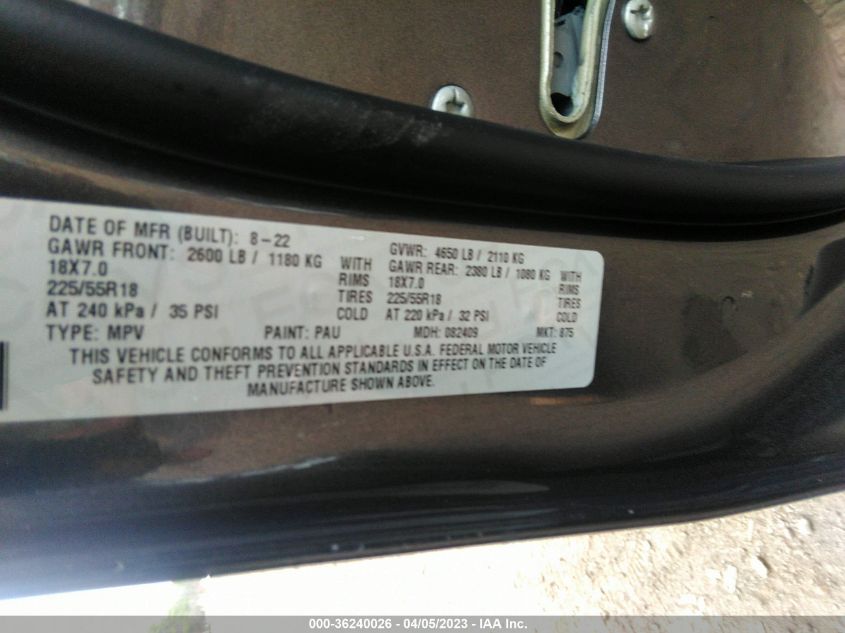 DATE OF MFR (BUILT): 8-22 GVWR: 4650 LB / 2110 KG
GAWR FRONT: 2600 LB / 1180 KG WITH GAWR REAR: 2380 LB / 1080 KG WITH
18X7.0 RIMS 18X7.0 RIMS
225/55R18 TIRES 225/55R18 TIRES
AT 240 kPa / 35 PSI COLD AT 220 kPa / 32 PSI COLD
TYPE: MPV PAINT: PAU MDH: 082409 MKT: 875
THIS VEHICLE CONFORMS TO ALL APPLICABLE U.S.A. FEDERAL MOTOR VEHICLE
SAFETY AND THEFT PREVENTION STANDARDS IN EFFECT ON THE DATE OF
MANUFACTURE SHOWN ABOVE.
000-36240026 - 04/05/2023 - IAA Inc.